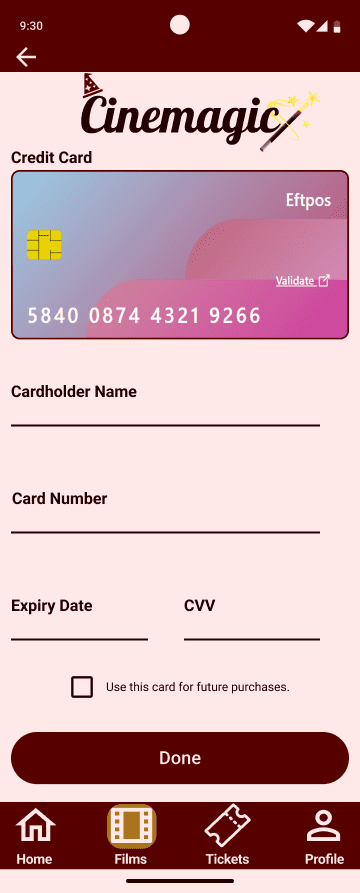 9:30
Cinemagic
Credit Card
Eftpos
Validate
5840 0874 4321 9266
Cardholder Name
Card Number
Expiry Date CVV
Use this card for future purchases.
Done
Home Films Tickets Profile